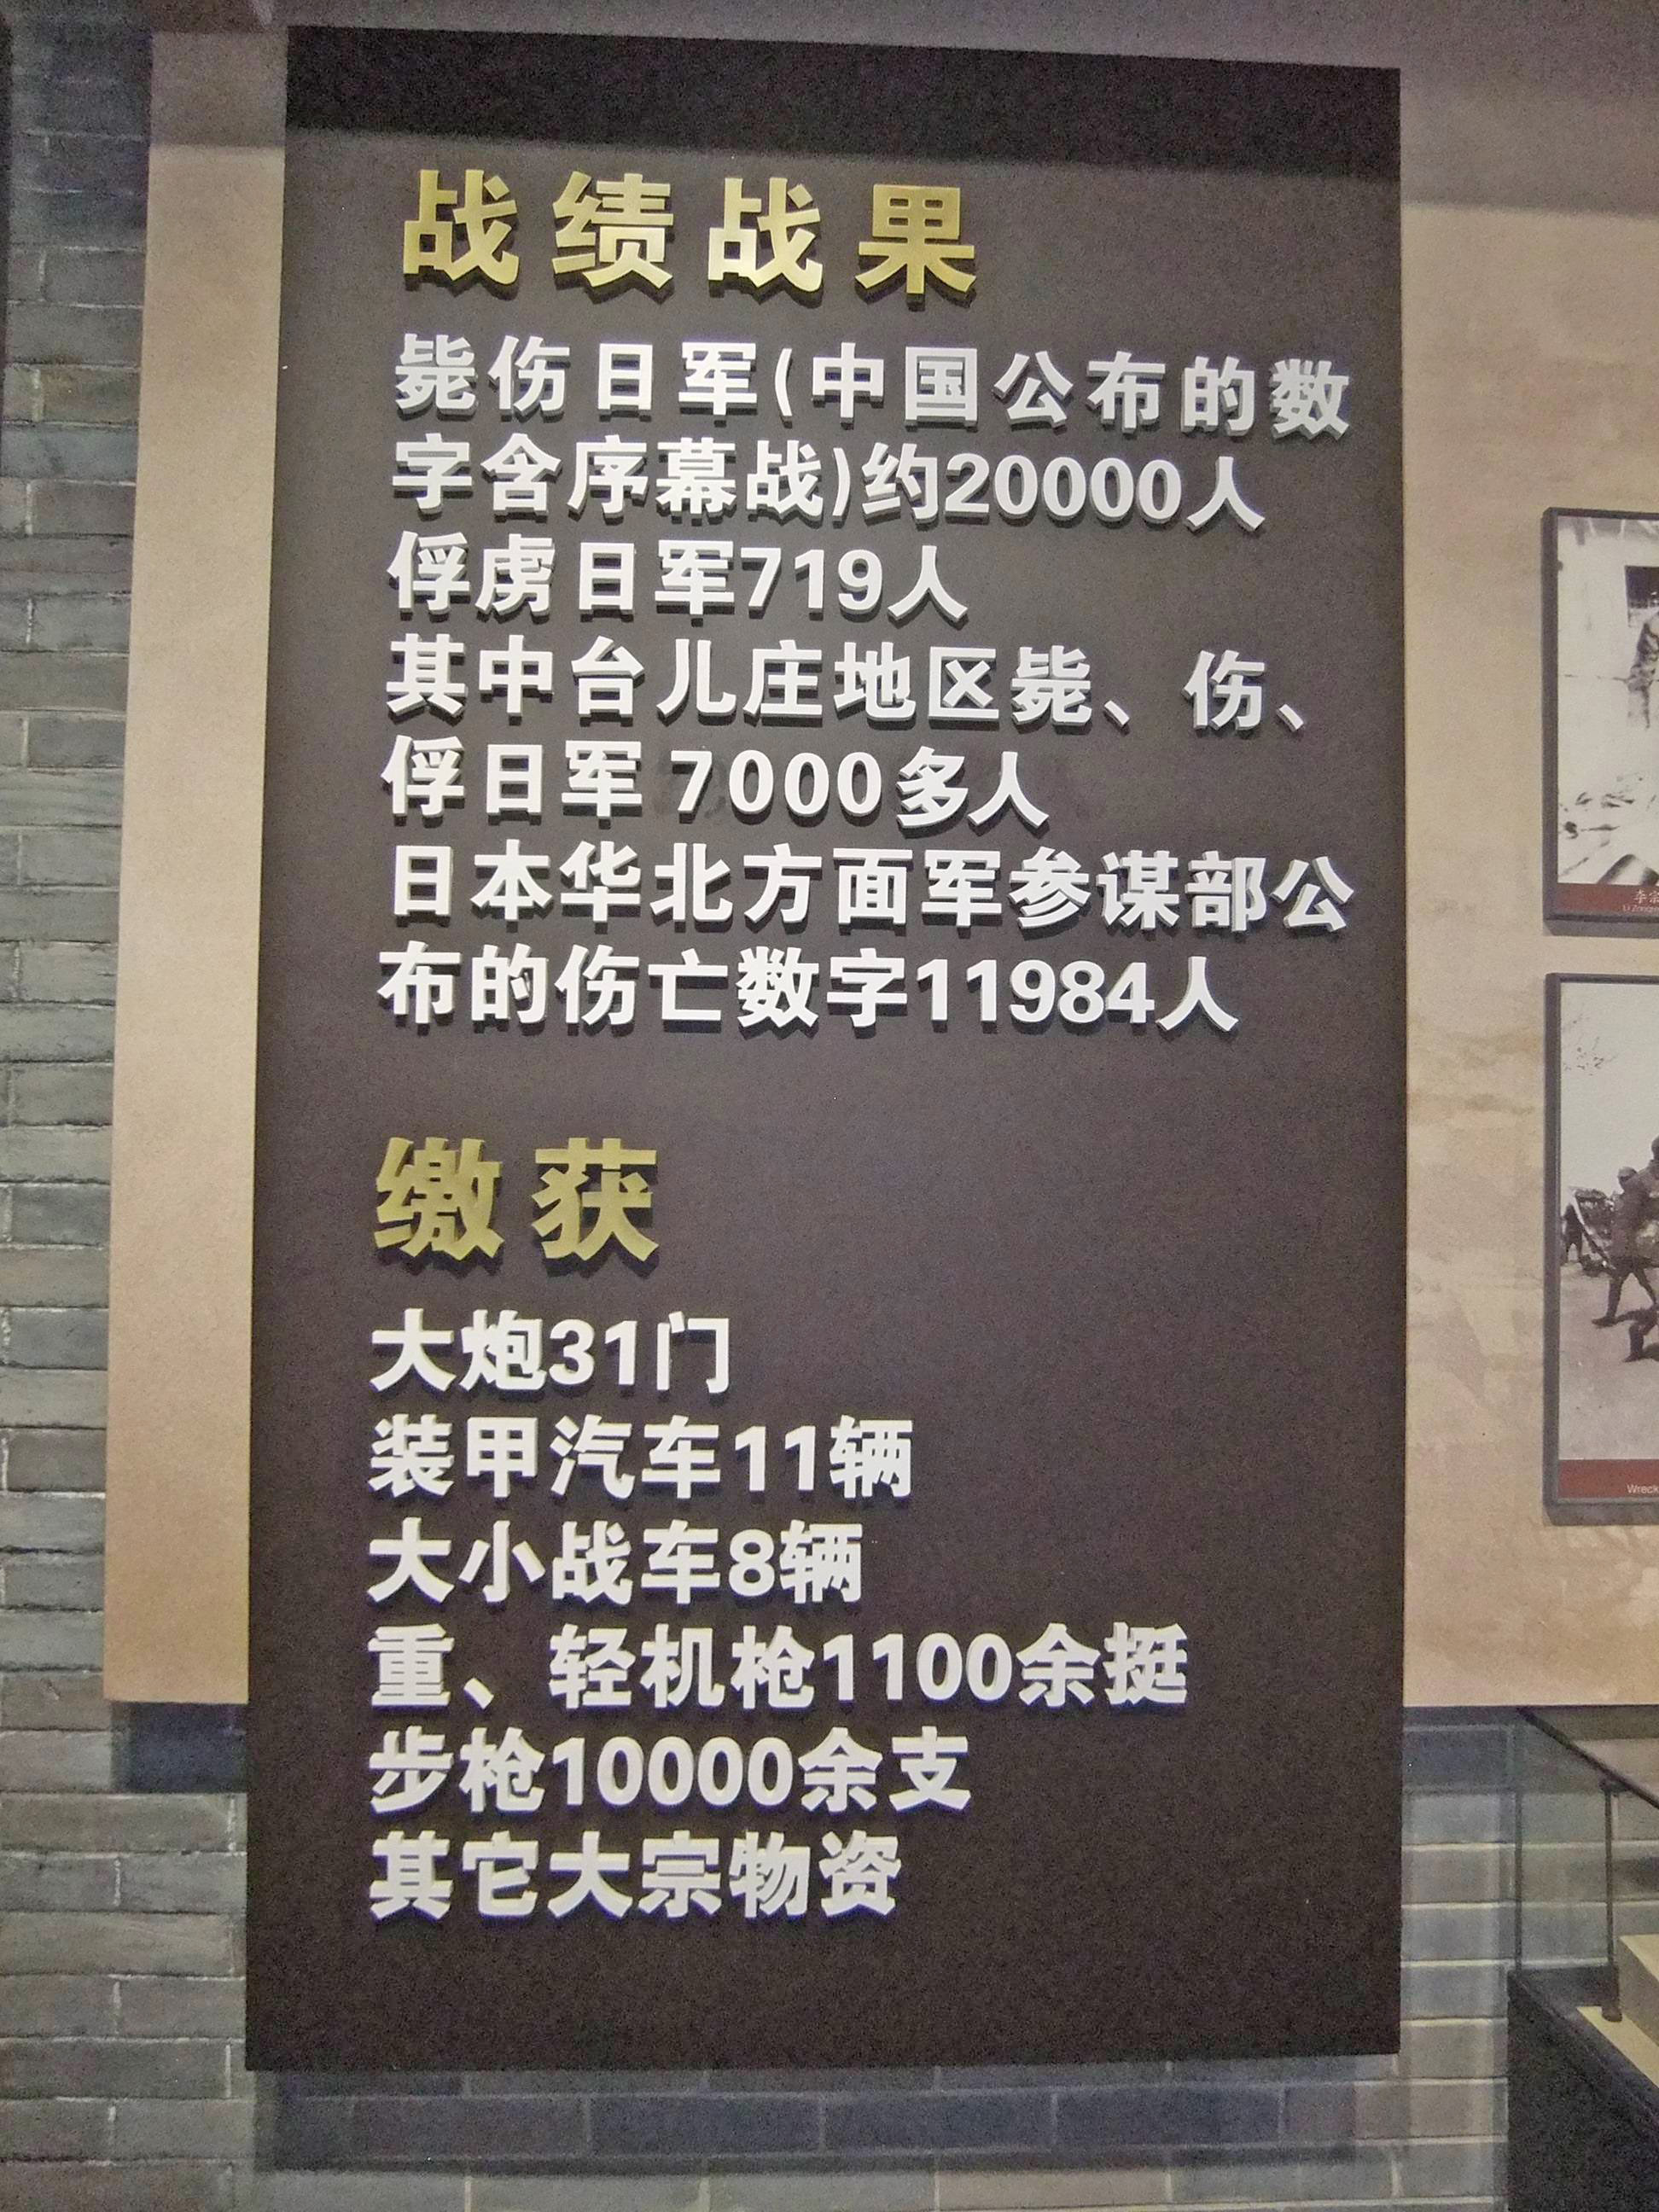 战绩战果
毙伤日军(中国公布的数
字含序幕战)约20000人
俘虏日军719人
其中台儿庄地区毙、伤、
俘日军7000多人
日本华北方面军参谋部公
布的伤亡数字11984人
缴获
大炮31门
装甲汽车11辆
大小战车8辆
重、轻机枪1100余挺
步枪10000余支
其它大宗物资
Wreck